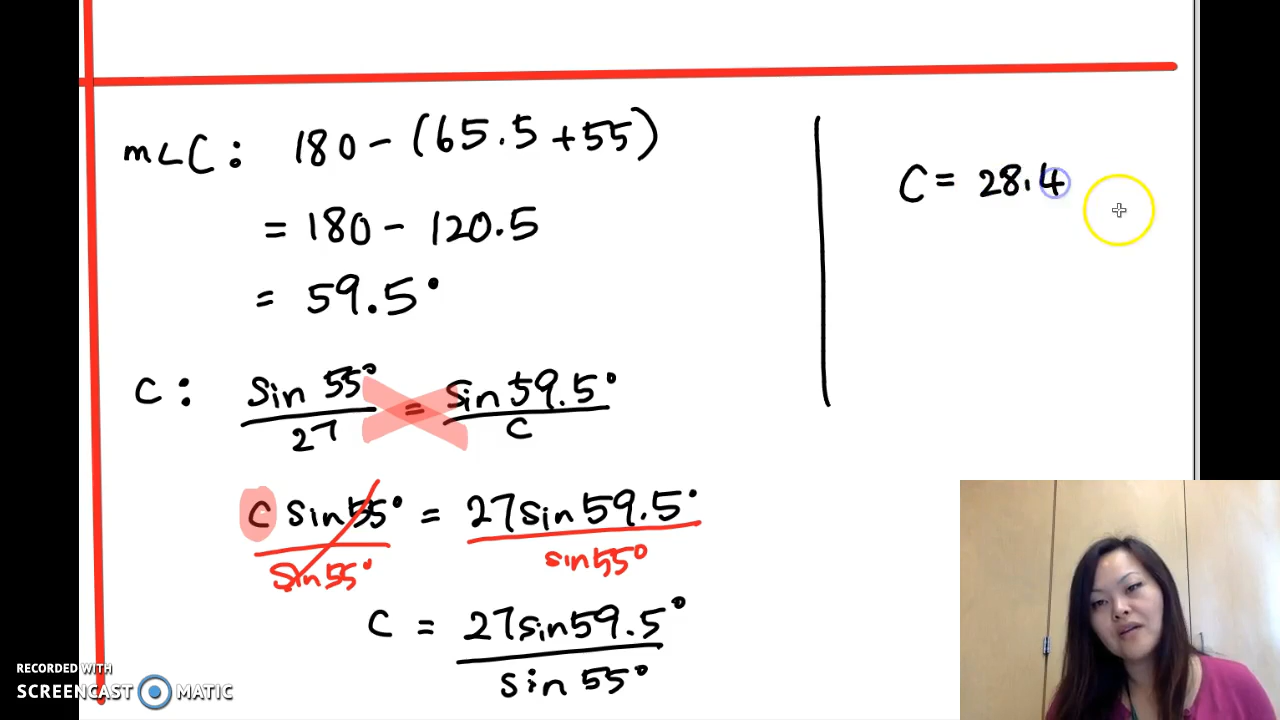 m∠C: 180 - (65.5 + 55)
= 180 - 120.5
= 59.5°
C: sin 55° / 27 = sin 59.5° / C
C sin 55° / sin 55° = 27 sin 59.5° / sin 55°
C = 27 sin 59.5° / sin 55°
C = 28.4
RECORDED WITH
SCREENCAST MATIC